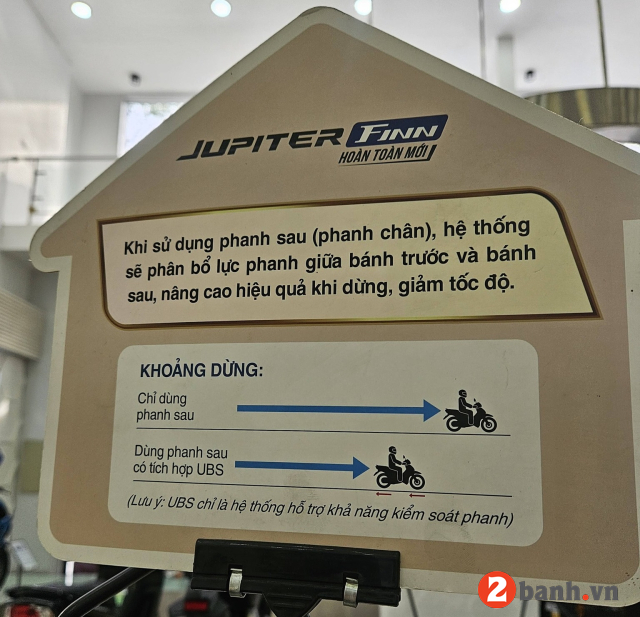 JUPITER FINN
HOÀN TOÀN MỚI
Khi sử dụng phanh sau (phanh chân), hệ thống
sẽ phân bổ lực phanh giữa bánh trước và bánh
sau, nâng cao hiệu quả khi dừng, giảm tốc độ.
KHOẢNG DỪNG:
Chỉ dùng
phanh sau
Dùng phanh sau
có tích hợp UBS
(Lưu ý: UBS chỉ là hệ thống hỗ trợ khả năng kiểm soát phanh)
2banh.vn